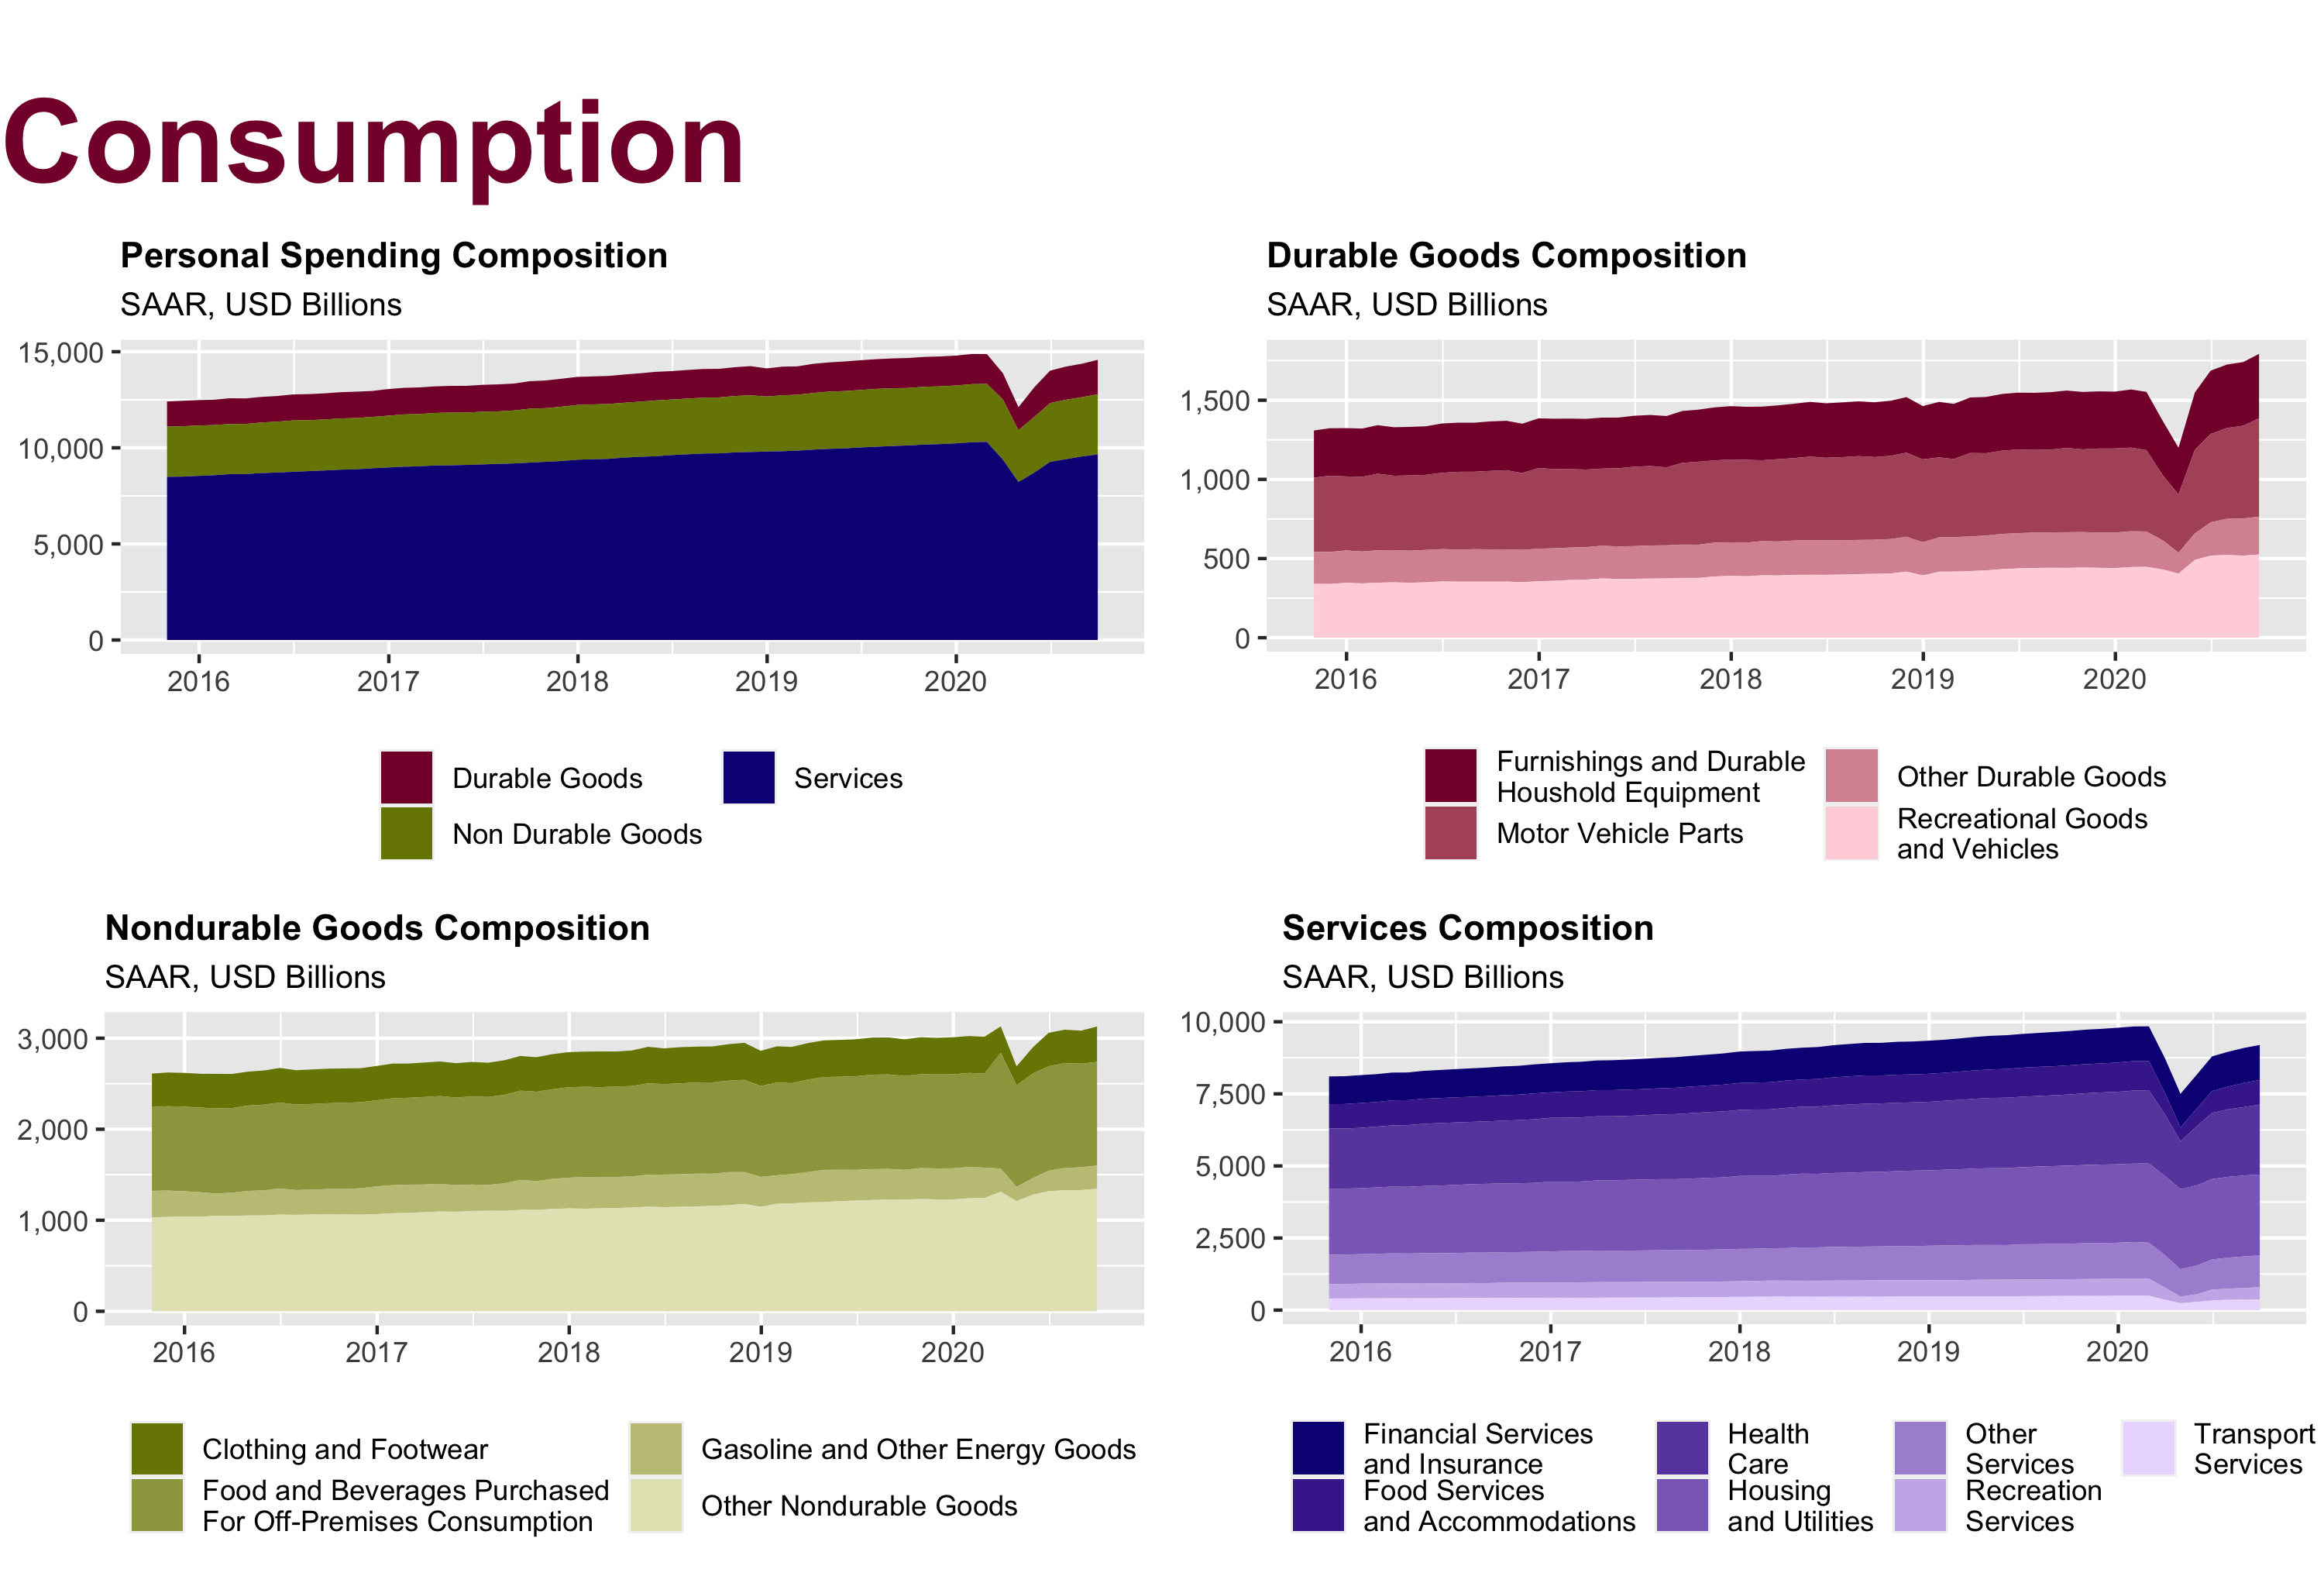 Consumption
Personal Spending Composition
SAAR, USD Billions
15,000
10,000
5,000
0
2016
2017
2018
2019
2020
Durable Goods
Non Durable Goods
Services
Durable Goods Composition
SAAR, USD Billions
1,500
1,000
500
0
2016
2017
2018
2019
2020
Furnishings and Durable
Houshold Equipment
Motor Vehicle Parts
Other Durable Goods
Recreational Goods
and Vehicles
Nondurable Goods Composition
SAAR, USD Billions
3,000
2,000
1,000
0
2016
2017
2018
2019
2020
Clothing and Footwear
Food and Beverages Purchased
For Off-Premises Consumption
Gasoline and Other Energy Goods
Other Nondurable Goods
Services Composition
SAAR, USD Billions
10,000
7,500
5,000
2,500
0
2016
2017
2018
2019
2020
Financial Services
and Insurance
Food Services
and Accommodations
Health
Care
Housing
and Utilities
Other
Services
Recreation
Services
Transport
Services